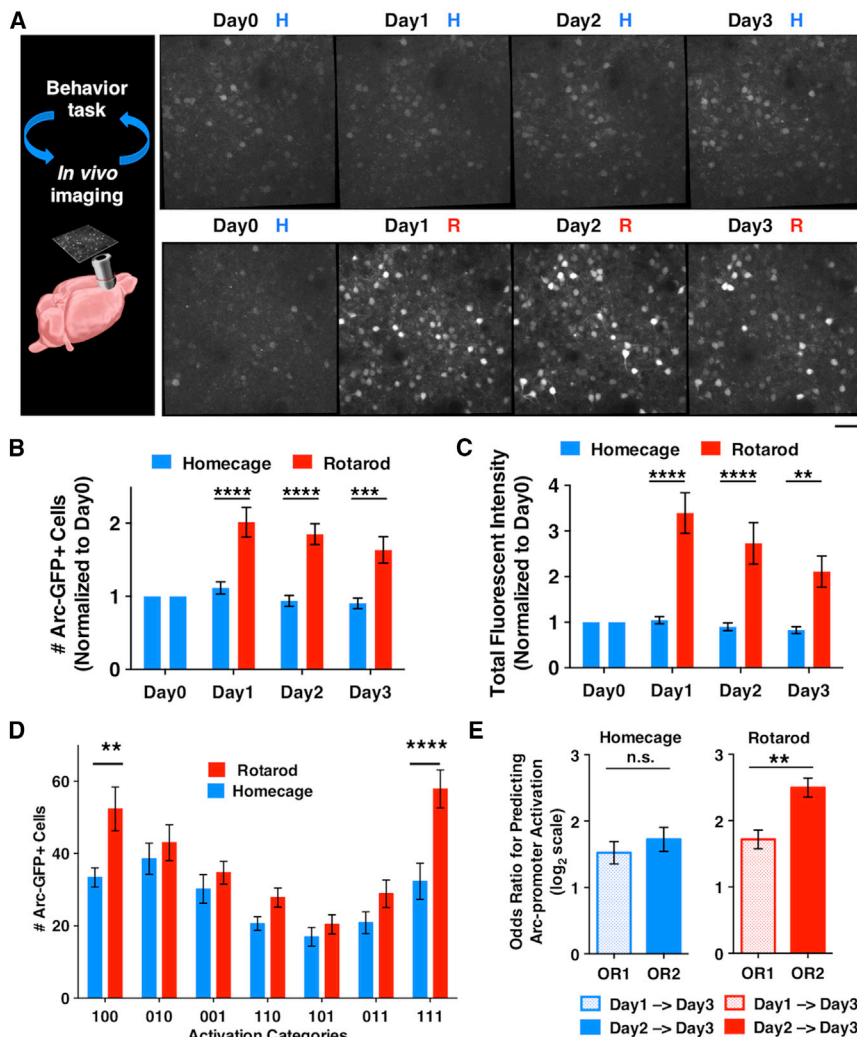 A
Behavior
task
In vivo
imaging
Day0 H
Day1 H
Day2 H
Day3 H
Day0 H
Day1 R
Day2 R
Day3 R
B
Homecage
Rotarod
# Arc-GFP+ Cells
(Normalized to Day0)
2
1
0
****
****
***
Day0
Day1
Day2
Day3
C
Homecage
Rotarod
Total Fluorescent Intensity
(Normalized to Day0)
4
3
2
1
0
****
****
**
Day0
Day1
Day2
Day3
D
Rotarod
Homecage
# Arc-GFP+ Cells
60
40
20
0
**
****
100
010
001
110
101
011
111
Activation Categories
E
Odds Ratio for Predicting
Arc-promoter Activation
(log2 scale)
Homecage
n.s.
3
2
1
0
OR1
OR2
Rotarod
**
3
2
1
0
OR1
OR2
Day1 –> Day3
Day1 –> Day3
Day2 –> Day3
Day2 –> Day3